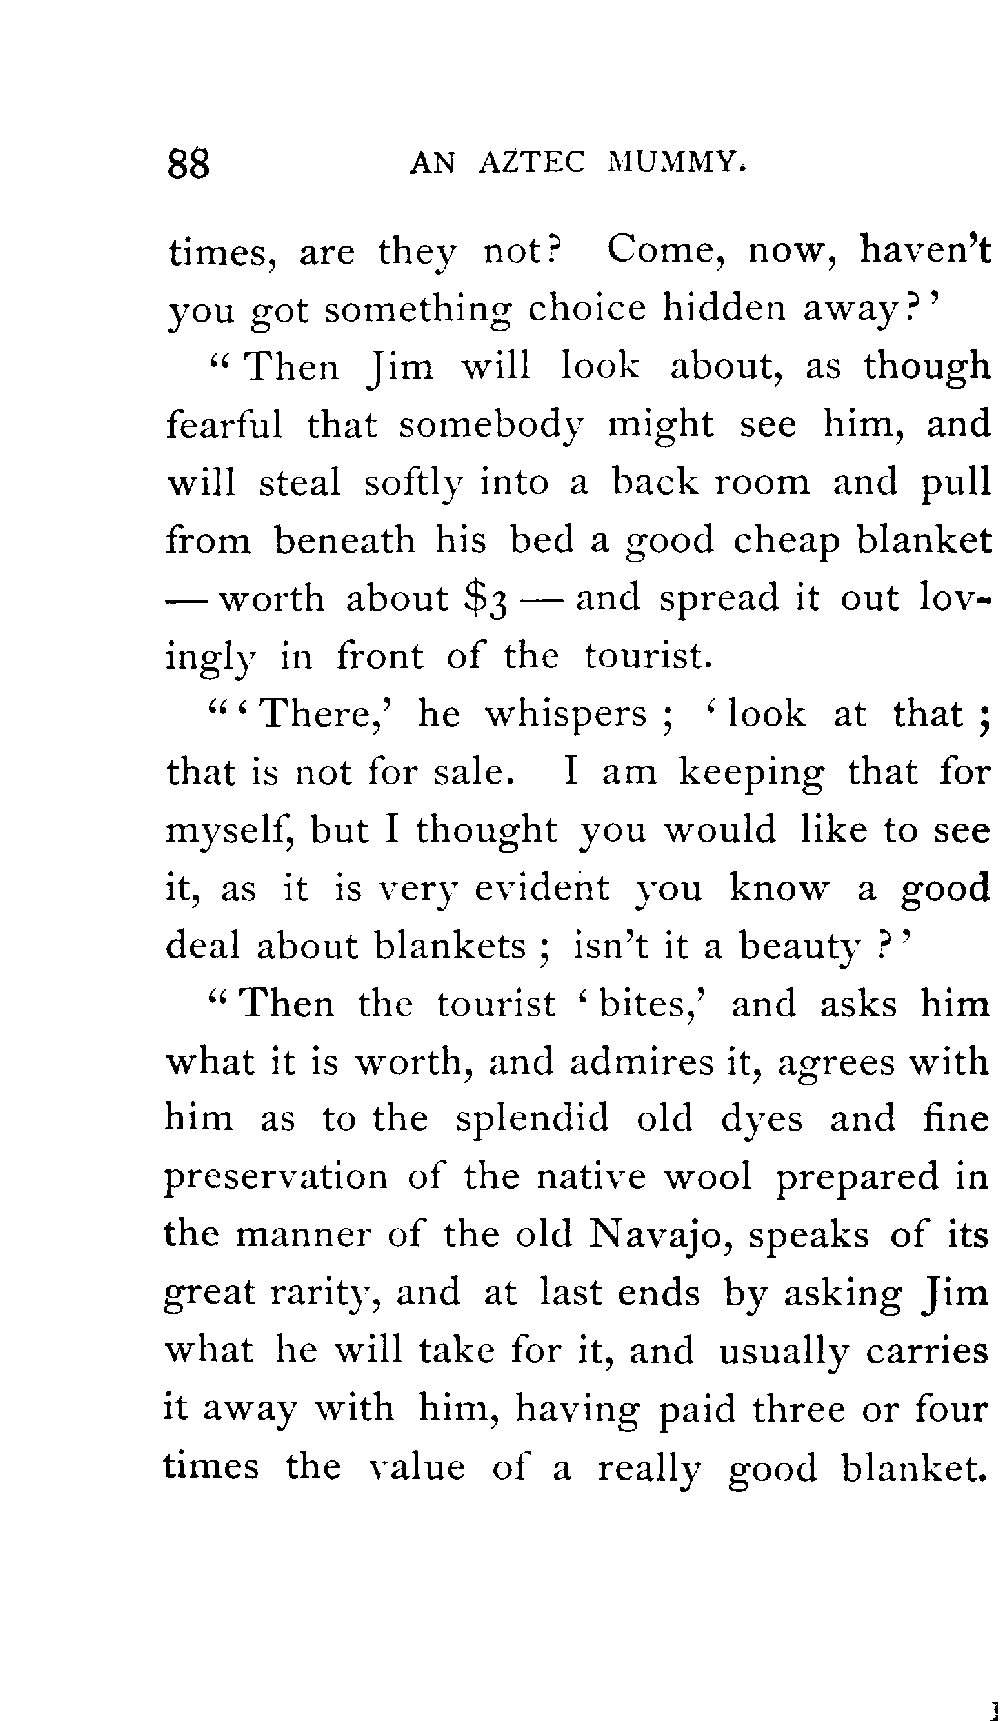 88 AN AZTEC MUMMY.
times, are they not? Come, now, haven't
you got something choice hidden away?'
“ Then Jim will look about, as though
fearful that somebody might see him, and
will steal softly into a back room and pull
from beneath his bed a good cheap blanket
— worth about $3 — and spread it out lov-
ingly in front of the tourist.
“ ‘ There,’ he whispers ; ‘ look at that ;
that is not for sale. I am keeping that for
myself, but I thought you would like to see
it, as it is very evident you know a good
deal about blankets ; isn't it a beauty ?’
“ Then the tourist ‘ bites,’ and asks him
what it is worth, and admires it, agrees with
him as to the splendid old dyes and fine
preservation of the native wool prepared in
the manner of the old Navajo, speaks of its
great rarity, and at last ends by asking Jim
what he will take for it, and usually carries
it away with him, having paid three or four
times the value of a really good blanket.